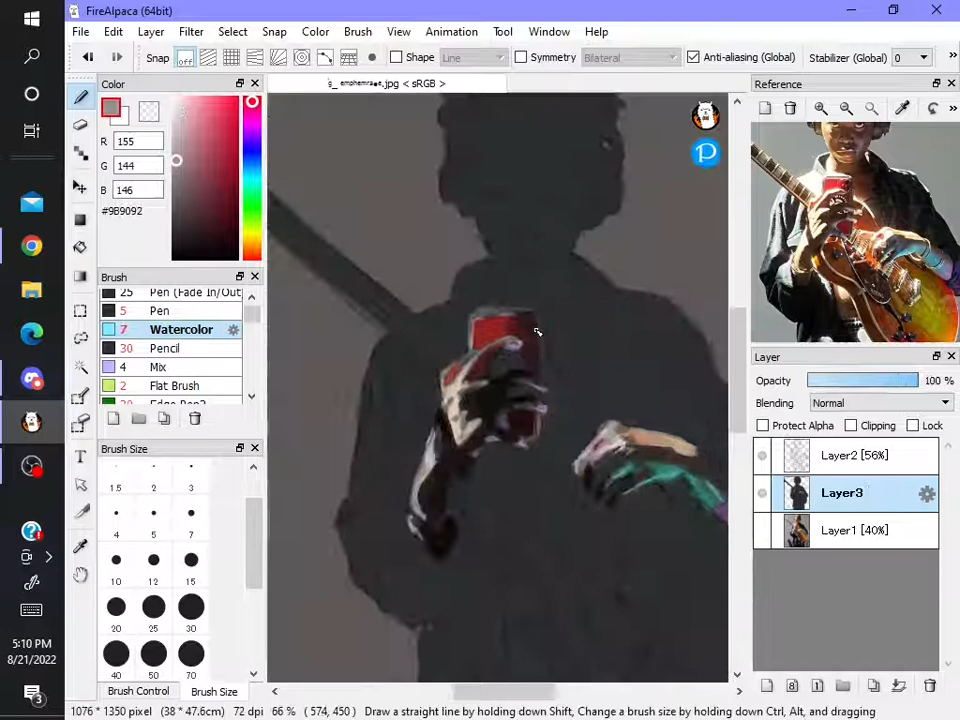 FireAlpaca (64bit)
File Edit Layer Filter Select Snap Color Brush View Animation Tool Window Help
Snap off Shape Line Symmetry Bilateral Anti-aliasing (Global) Stabilizer (Global) 0
Color
.jpg < sRGB >
Reference
R 155
G 144
B 146
#9B9092
Brush
25 Pen (Fade In/Out
5 Pen
7 Watercolor
30 Pencil
4 Mix
2 Flat Brush
Brush Size
1.5 2 3
4 5 7
10 12 15
20 25 30
40 50 70
Brush Control Brush Size
Layer
Opacity 100 %
Blending Normal
Protect Alpha Clipping Lock
Layer2 [56%]
Layer3
Layer1 [40%]
5:10 PM
8/21/2022
3
1076 * 1350 pixel (38 * 47.6cm) 72 dpi 66 % (574, 450) Draw a straight line by holding down Shift, Change a brush size by holding down Ctrl, Alt, and dragging